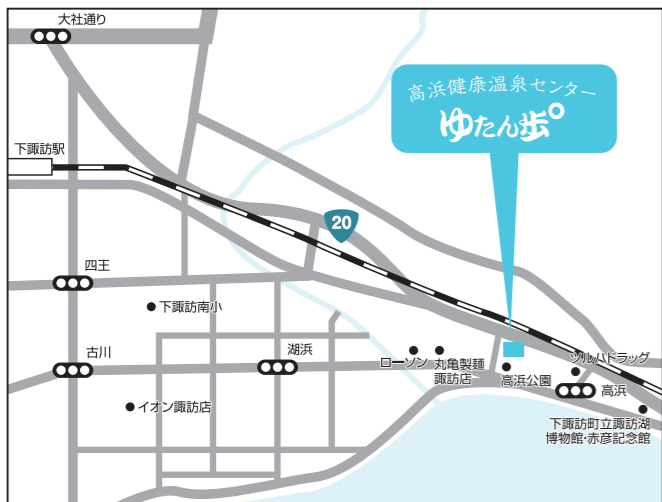 大社通り
高浜健康温泉センター
ゆたん歩°
下諏訪駅
20
四王
下諏訪南小
古川
湖浜
ローソン
丸亀製麺
諏訪店
ツルハドラッグ
高浜公園
高浜
イオン諏訪店
下諏訪町立諏訪湖
博物館・赤彦記念館